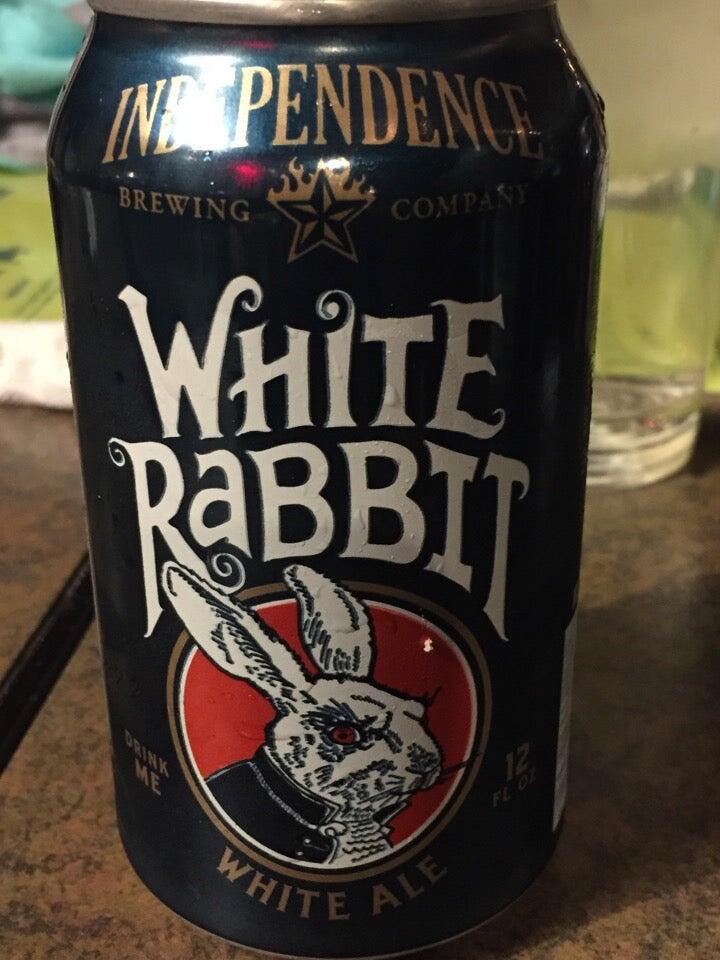 INDEPENDENCE
BREWING COMPANY
WHiTE
RaBBIT
DRINK
ME
12
FL OZ
WHITE ALE